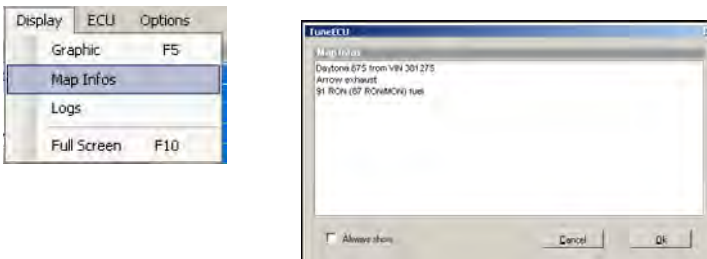 Display ECU Options
Graphic F5
Map Infos
Logs
Full Screen F10
TuneECU
Map Infos
Daytona 675 from VIN 381275
Arrow exhaust
91 RON (87 RON/MON) fuel
Always show
Cancel
Ok